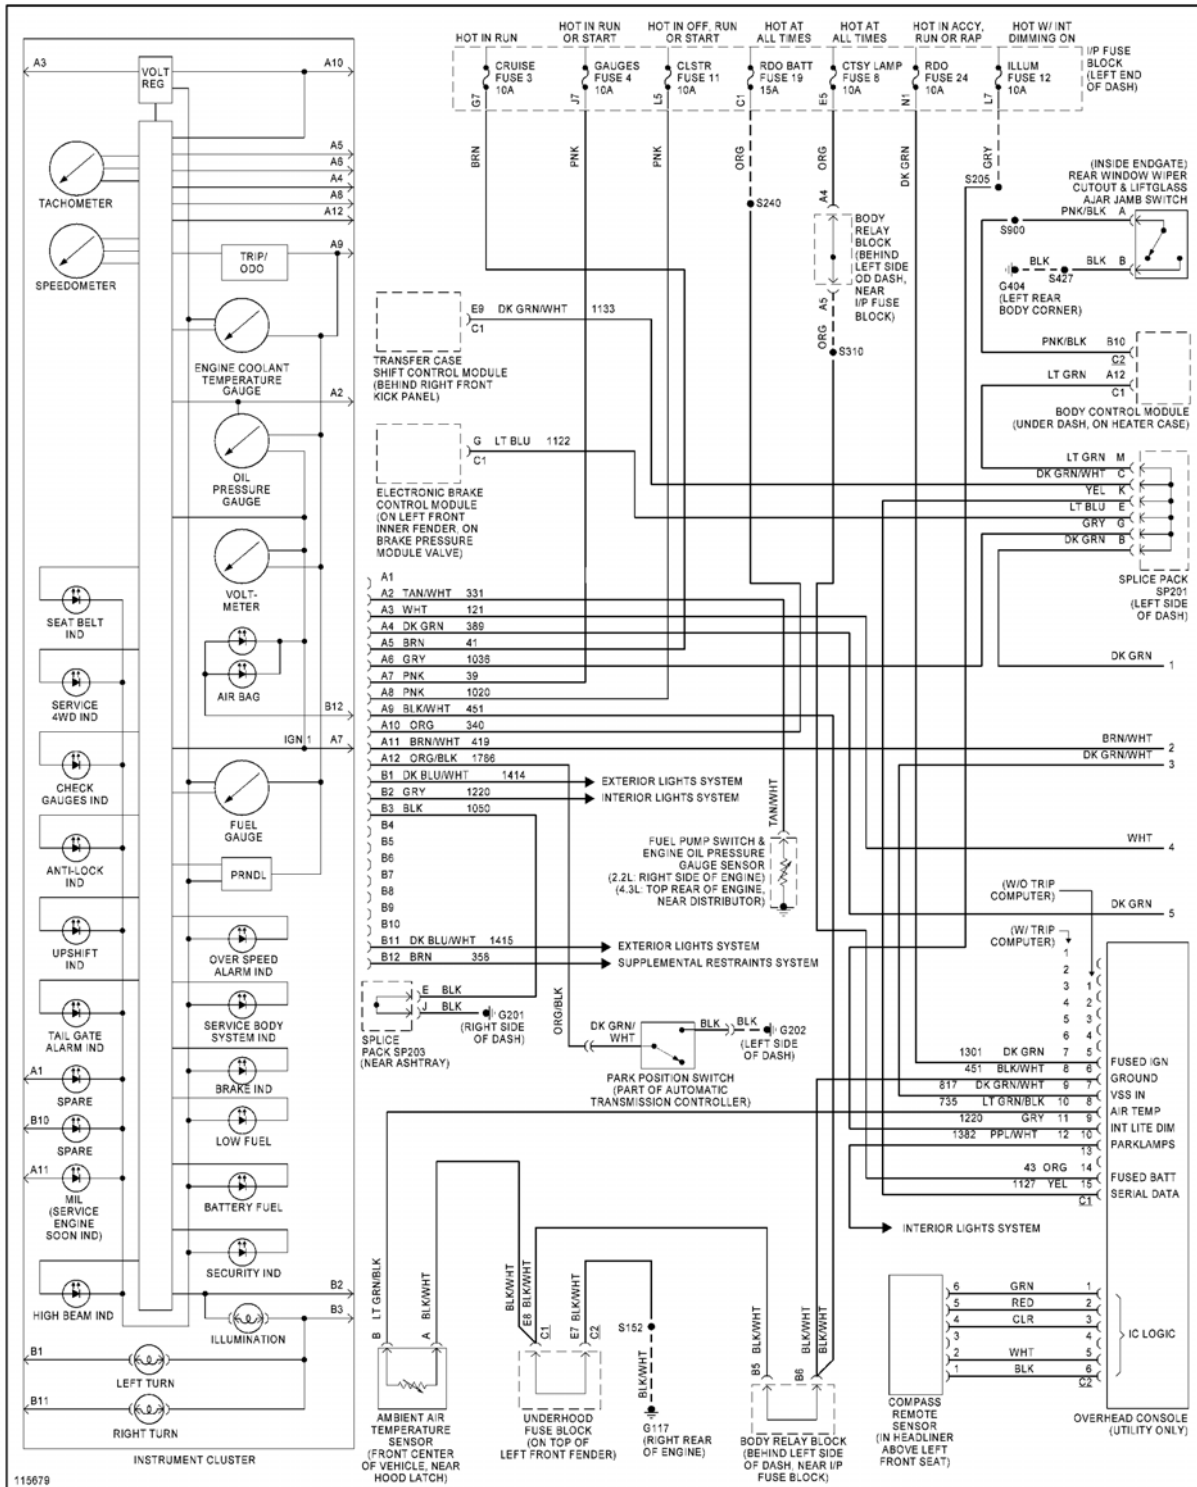 HOT IN RUN
HOT IN RUN
OR START
HOT IN OFF, RUN
OR START
HOT AT
ALL TIMES
HOT AT
ALL TIMES
HOT IN ACCY,
RUN OR RAP
HOT W/ INT
DIMMING ON
CRUISE
FUSE 3
10A
GAUGES
FUSE 4
10A
CLSTR
FUSE 11
10A
RDO BATT
FUSE 19
15A
CTSY LAMP
FUSE 8
10A
RDO
FUSE 24
10A
ILLUM
FUSE 12
10A
I/P FUSE
BLOCK
(LEFT END
OF DASH)
G7
J7
L5
C1
E5
N1
L7
BRN
PNK
PNK
ORG
ORG
DK GRN
GRY
A3
VOLT
REG
A10
A5
A6
A4
A8
A12
TACHOMETER
SPEEDOMETER
TRIP/
ODO
A9
ENGINE COOLANT
TEMPERATURE
GAUGE
A2
OIL
PRESSURE
GAUGE
VOLT-
METER
SEAT BELT
IND
AIR BAG
SERVICE
4WD IND
B12
IGN 1
A7
CHECK
GAUGES IND
FUEL
GAUGE
ANTI-LOCK
IND
PRNDL
UPSHIFT
IND
OVER SPEED
ALARM IND
TAIL GATE
ALARM IND
SERVICE BODY
SYSTEM IND
A1
SPARE
BRAKE IND
B10
SPARE
LOW FUEL
A11
MIL
(SERVICE
ENGINE
SOON IND)
BATTERY FUEL
SECURITY IND
HIGH BEAM IND
B2
B3
ILLUMINATION
B1
LEFT TURN
B11
RIGHT TURN
INSTRUMENT CLUSTER
115679
S240
A4
BODY
RELAY
BLOCK
(BEHIND
LEFT SIDE
OD DASH,
NEAR
I/P FUSE
BLOCK)
A5
ORG
S310
S205
(INSIDE ENDGATE)
REAR WINDOW WIPER
CUTOUT & LIFTGLASS
AJAR JAMB SWITCH
PNK/BLK A
S900
BLK
BLK B
S427
G404
(LEFT REAR
BODY CORNER)
PNK/BLK B10
C2
LT GRN A12
C1
BODY CONTROL MODULE
(UNDER DASH, ON HEATER CASE)
E9 DK GRN/WHT 1133
C1
TRANSFER CASE
SHIFT CONTROL MODULE
(BEHIND RIGHT FRONT
KICK PANEL)
G LT BLU 1122
C1
ELECTRONIC BRAKE
CONTROL MODULE
(ON LEFT FRONT
INNER FENDER, ON
BRAKE PRESSURE
MODULE VALVE)
LT GRN M
DK GRN/WHT C
YEL K
LT BLU E
GRY G
DK GRN B
SPLICE PACK
SP201
(LEFT SIDE
OF DASH)
A1
A2 TAN/WHT 331
A3 WHT 121
A4 DK GRN 389
A5 BRN 41
A6 GRY 1036
A7 PNK 39
A8 PNK 1020
A9 BLK/WHT 451
A10 ORG 340
A11 BRN/WHT 419
A12 ORG/BLK 1786
B1 DK BLU/WHT 1414
B2 GRY 1220
B3 BLK 1050
B4
B5
B6
B7
B8
B9
B10
B11 DK BLU/WHT 1415
B12 BRN 358
EXTERIOR LIGHTS SYSTEM
INTERIOR LIGHTS SYSTEM
EXTERIOR LIGHTS SYSTEM
SUPPLEMENTAL RESTRAINTS SYSTEM
DK GRN 1
BRN/WHT 2
DK GRN/WHT 3
WHT 4
DK GRN 5
TAN/WHT
FUEL PUMP SWITCH &
ENGINE OIL PRESSURE
GAUGE SENSOR
(2.2L: RIGHT SIDE OF ENGINE)
(4.3L: TOP REAR OF ENGINE,
NEAR DISTRIBUTOR)
E BLK
J BLK
G201
(RIGHT SIDE
OF DASH)
SPLICE
PACK SP203
(NEAR ASHTRAY)
ORG/BLK
DK GRN/
WHT
BLK
BLK
G202
(LEFT SIDE
OF DASH)
PARK POSITION SWITCH
(PART OF AUTOMATIC
TRANSMISSION CONTROLLER)
(W/O TRIP
COMPUTER)
(W/ TRIP
COMPUTER)
1
2
3 1
4 2
5 3
6 4
1301 DK GRN 7 5 FUSED IGN
451 BLK/WHT 8 6 GROUND
817 DK GRN/WHT 9 7 VSS IN
735 LT GRN/BLK 10 8 AIR TEMP
1220 GRY 11 9 INT LITE DIM
1382 PPL/WHT 12 10 PARKLAMPS
13
43 ORG 14 FUSED BATT
1127 YEL 15 SERIAL DATA
C1
INTERIOR LIGHTS SYSTEM
6 GRN 1
5 RED 2
4 CLR 3
3 4
2 WHT 5
1 BLK 6
C2
IC LOGIC
COMPASS
REMOTE
SENSOR
(IN HEADLINER
ABOVE LEFT
FRONT SEAT)
OVERHEAD CONSOLE
(UTILITY ONLY)
B LT GRN/BLK
A BLK/WHT
AMBIENT AIR
TEMPERATURE
SENSOR
(FRONT CENTER
OF VEHICLE, NEAR
HOOD LATCH)
BLK/WHT
E8 BLK/WHT
C1
E7 BLK/WHT
C2
UNDERHOOD
FUSE BLOCK
(ON TOP OF
LEFT FRONT FENDER)
S152
BLK/WHT
G117
(RIGHT REAR
OF ENGINE)
B5 BLK/WHT
B6
BLK/WHT
BLK/WHT
BODY RELAY BLOCK
(BEHIND LEFT SIDE
OF DASH, NEAR I/P
FUSE BLOCK)